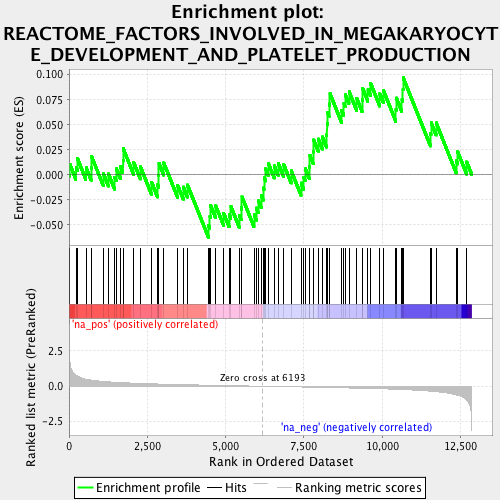 Enrichment plot:
REACTOME_FACTORS_INVOLVED_IN_MEGAKARYOCYT
E_DEVELOPMENT_AND_PLATELET_PRODUCTION
Enrichment score (ES)
0.100
0.075
0.050
0.025
0.000
-0.025
-0.050
'na_pos' (positively correlated)
Ranked list metric (PreRanked)
2.5
0.0
-2.5
Zero cross at 6193
'na_neg' (negatively correlated)
0
2,500
5,000
7,500
10,000
12,500
Rank in Ordered Dataset
Enrichment profile
Hits
Ranking metric scores